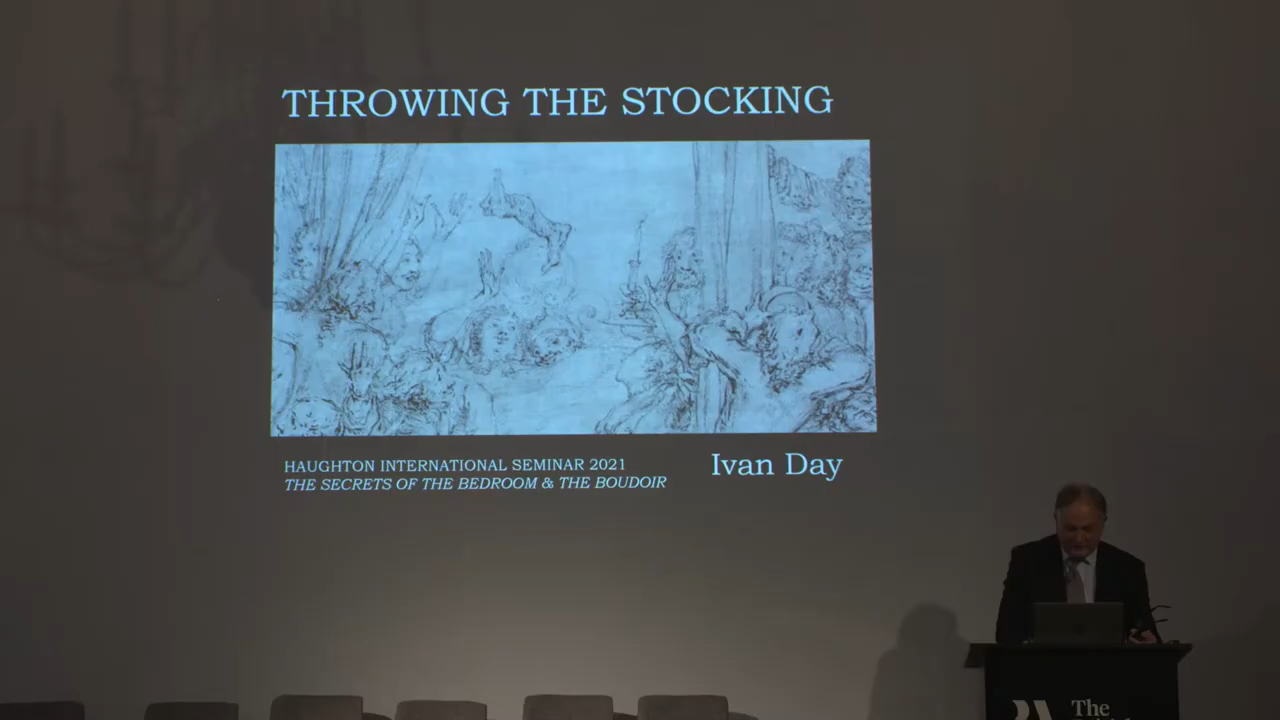 THROWING THE STOCKING
HAUGHTON INTERNATIONAL SEMINAR 2021
THE SECRETS OF THE BEDROOM & THE BOUDOIR
Ivan Day
The